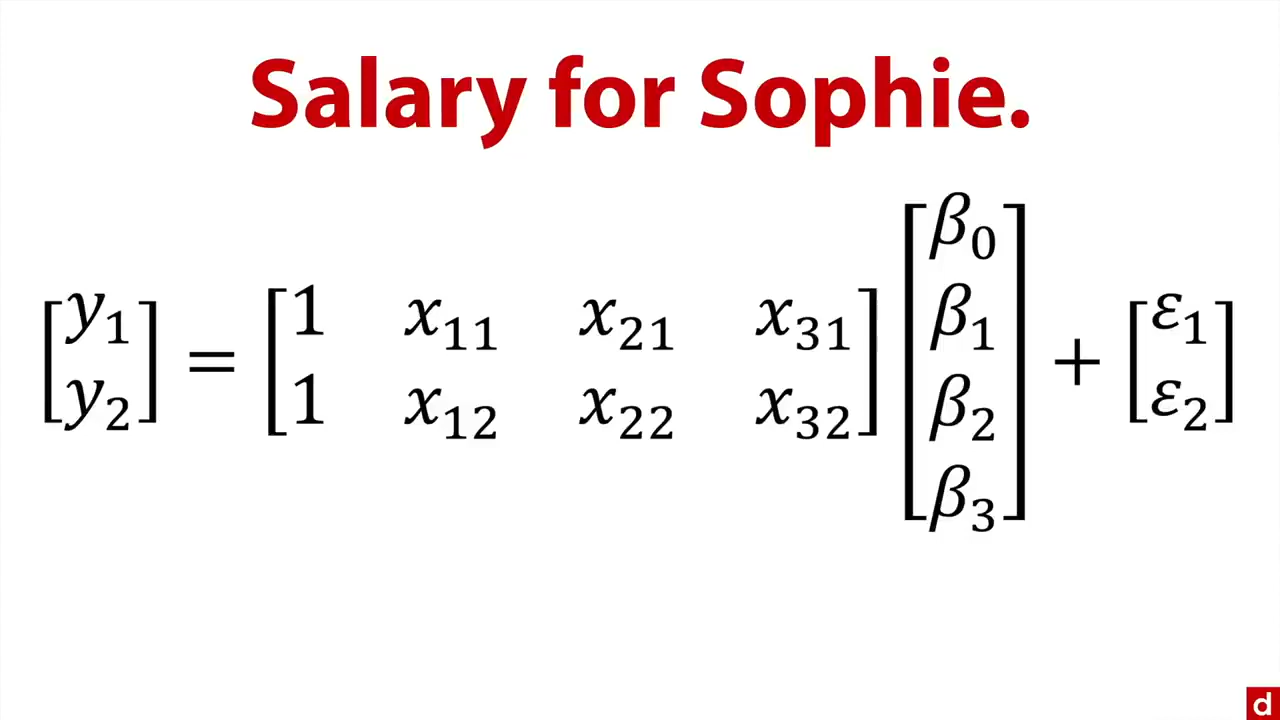 Salary for Sophie.
[y₁ y₂] = [1 x₁₁ x₂₁ x₃₁ 1 x₁₂ x₂₂ x₃₂] [β₀ β₁ β₂ β₃] + [ε₁ ε₂]
d